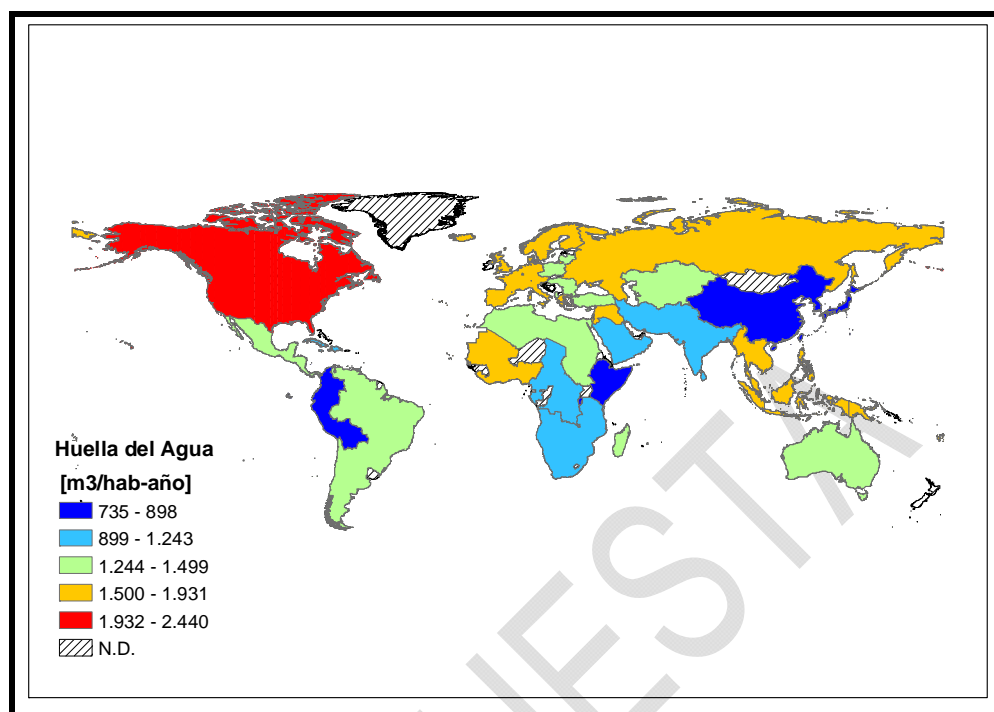 Huella del Agua
[m3/hab-año]
735 - 898
899 - 1.243
1.244 - 1.499
1.500 - 1.931
1.932 - 2.440
N.D.
UESTA